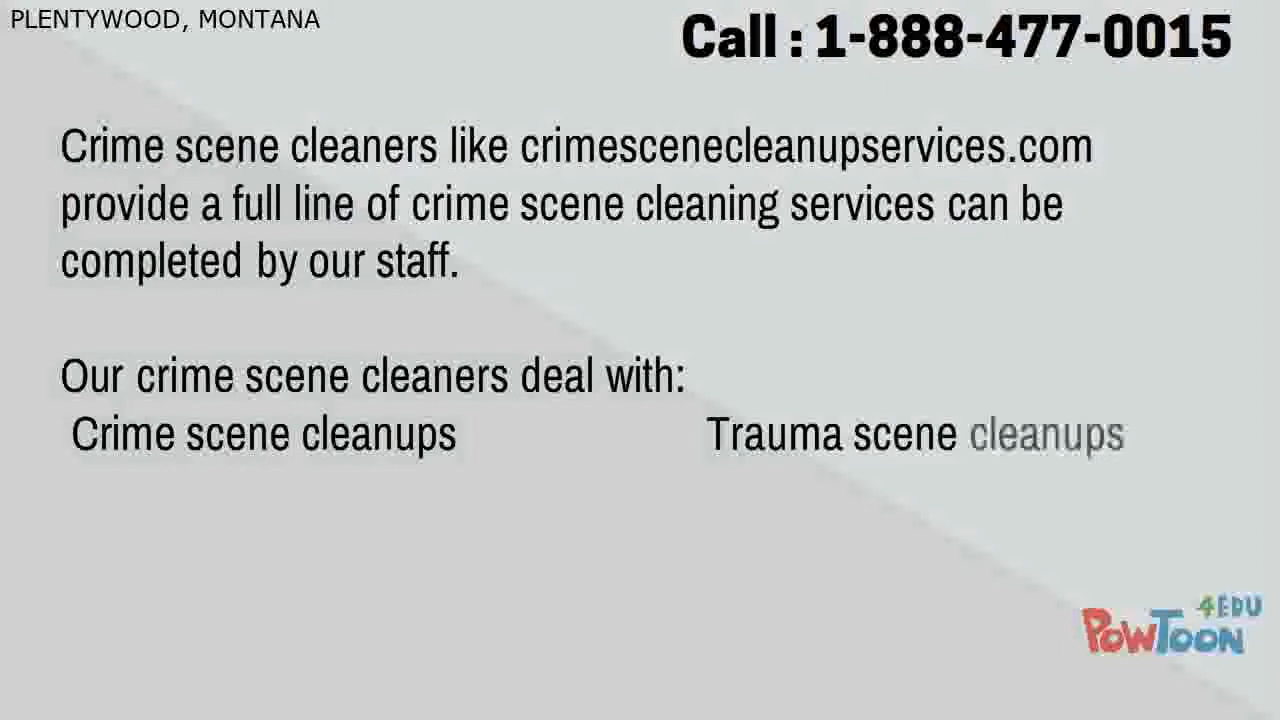 PLENTYWOOD, MONTANA
Call : 1-888-477-0015
Crime scene cleaners like crimescenecleanupservices.com
provide a full line of crime scene cleaning services can be
completed by our staff.
Our crime scene cleaners deal with:
Crime scene cleanups Trauma scene cleanups
4EDU
POWTOON